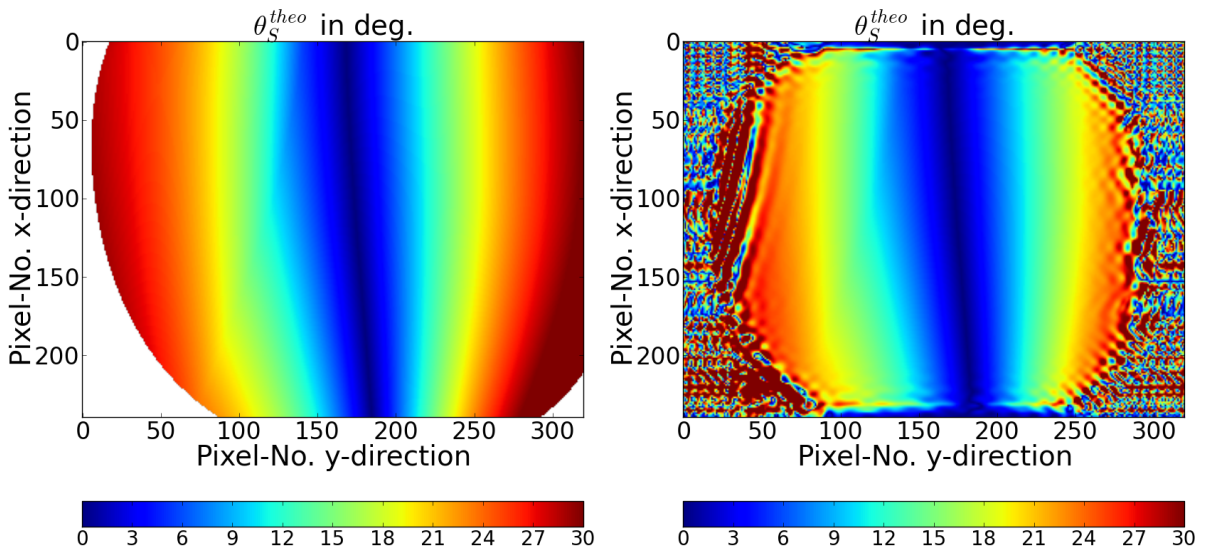 θ_S^{theo} in deg.
0
50
100
150
200
Pixel-No. x-direction
0 50 100 150 200 250 300
Pixel-No. y-direction
0 3 6 9 12 15 18 21 24 27 30
θ_S^{theo} in deg.
0
50
100
150
200
Pixel-No. x-direction
0 50 100 150 200 250 300
Pixel-No. y-direction
0 3 6 9 12 15 18 21 24 27 30